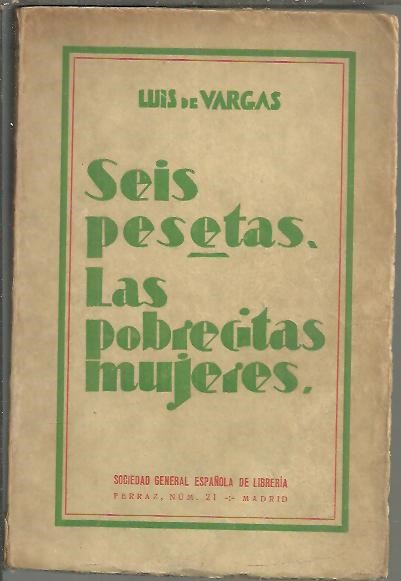 LUIS DE VARGAS
Seis
pesetas.
Las
pobrecitas
mujeres.
SOCIEDAD GENERAL ESPAÑOLA DE LIBRERÍA
FERRAZ, NÚM. 21 -:- MADRID